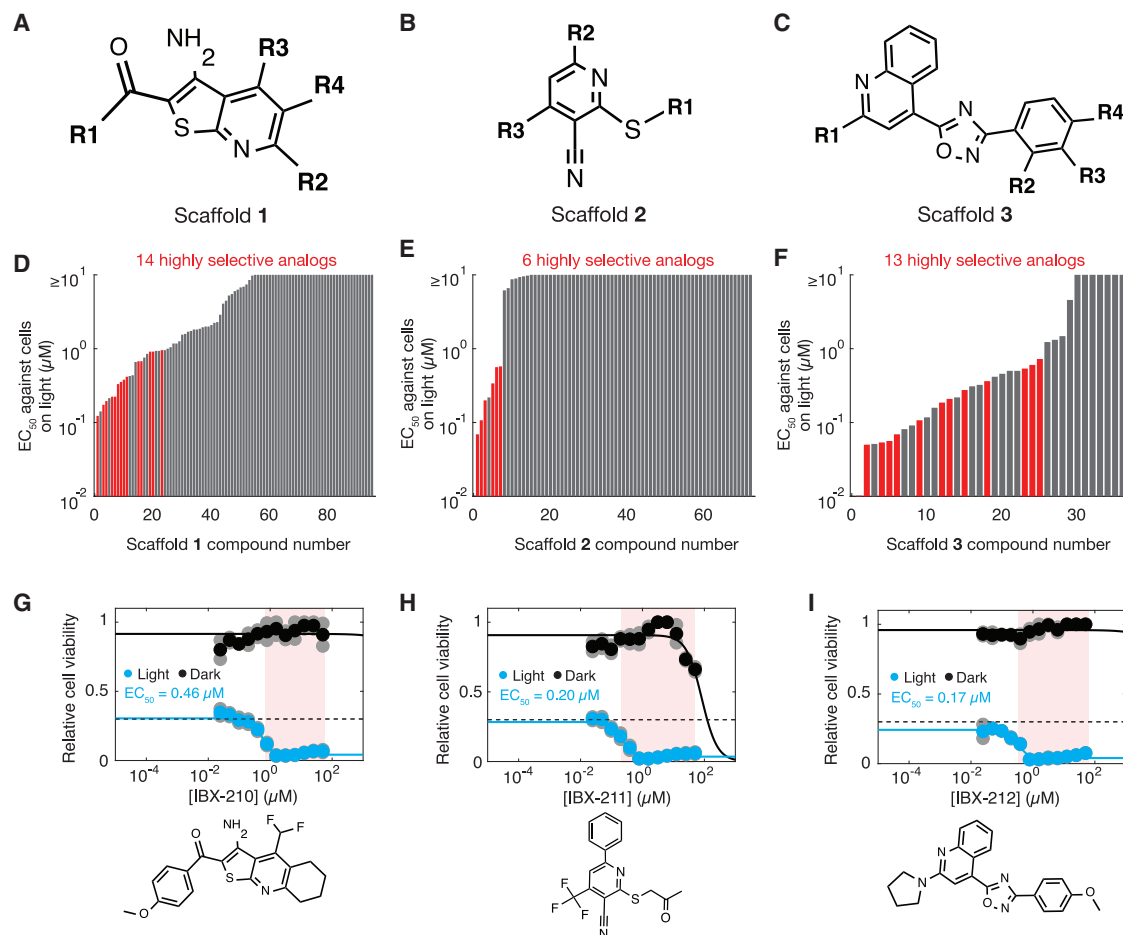 A
O
NH
2
R3
R4
R1
S
N
R2
Scaffold 1
B
R2
N
R3
S
R1
N
Scaffold 2
C
N
R1
N
O
N
R4
R3
R2
Scaffold 3
D
14 highly selective analogs
≥10^1
10^0
10^-1
10^-2
EC50 against cells
on light (µM)
0 20 40 60 80
Scaffold 1 compound number
E
6 highly selective analogs
≥10^1
10^0
10^-1
10^-2
EC50 against cells
on light (µM)
0 20 40 60
Scaffold 2 compound number
F
13 highly selective analogs
≥10^1
10^0
10^-1
10^-2
EC50 against cells
on light (µM)
0 10 20 30
Scaffold 3 compound number
G
Relative cell viability
1
0.5
0
Light Dark
EC50 = 0.46 µM
10^-4 10^-2 10^0 10^2
[IBX-210] (µM)
NH
2
F
F
O
S
N
O
H
Relative cell viability
1
0.5
0
Light Dark
EC50 = 0.20 µM
10^-4 10^-2 10^0 10^2
[IBX-211] (µM)
N
F
F
F
S
O
N
I
Relative cell viability
1
0.5
0
Light Dark
EC50 = 0.17 µM
10^-4 10^-2 10^0 10^2
[IBX-212] (µM)
N
N
N
O
N
O